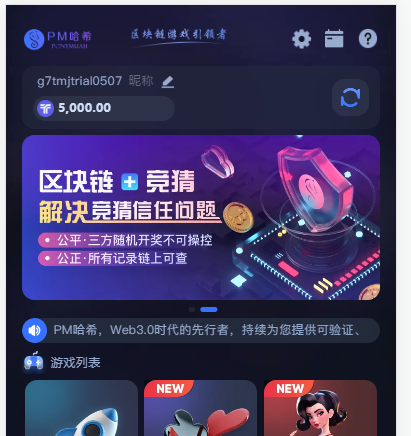 PM哈希
PONYMUAH
区块链游戏引领者
g7tmjtrial0507 昵称
5,000.00
区块链 + 竞猜
解决竞猜信任问题
公平·三方随机开奖不可操控
公正·所有记录链上可查
PM哈希，Web3.0时代的先行者，持续为您提供可验证、
游戏列表
NEW
NEW